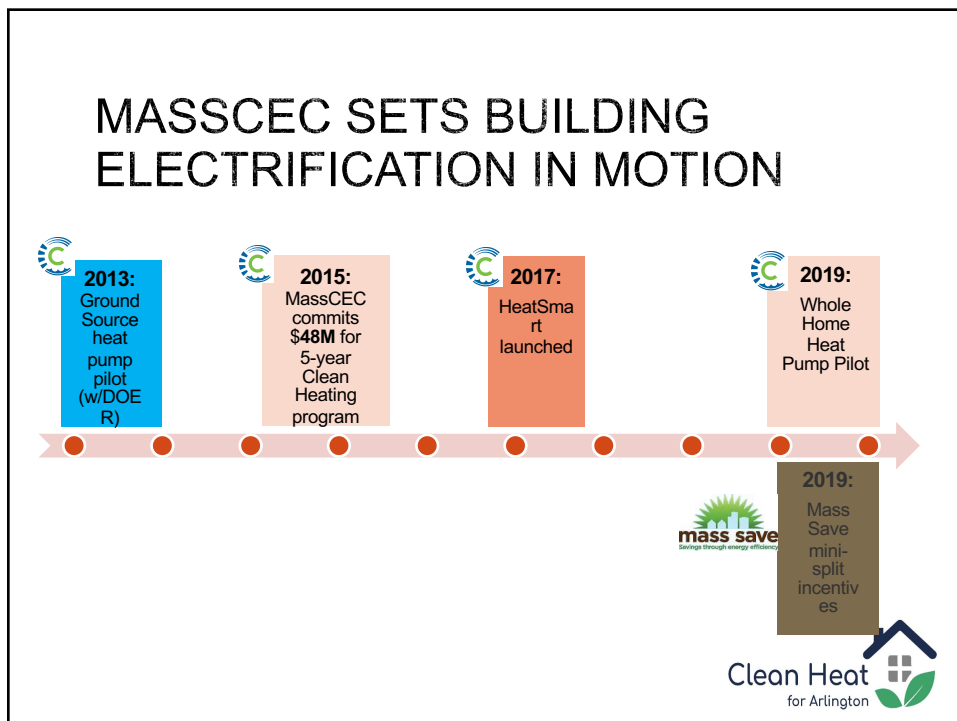 MASSCEC SETS BUILDING
ELECTRIFICATION IN MOTION
2013:
Ground
Source
heat
pump
pilot
(w/DOE
R)
2015:
MassCEC
commits
$48M for
5-year
Clean
Heating
program
2017:
HeatSma
rt
launched
2019:
Whole
Home
Heat
Pump Pilot
mass save
Savings through energy efficiency
2019:
Mass
Save
mini-
split
incentiv
es
Clean Heat
for Arlington